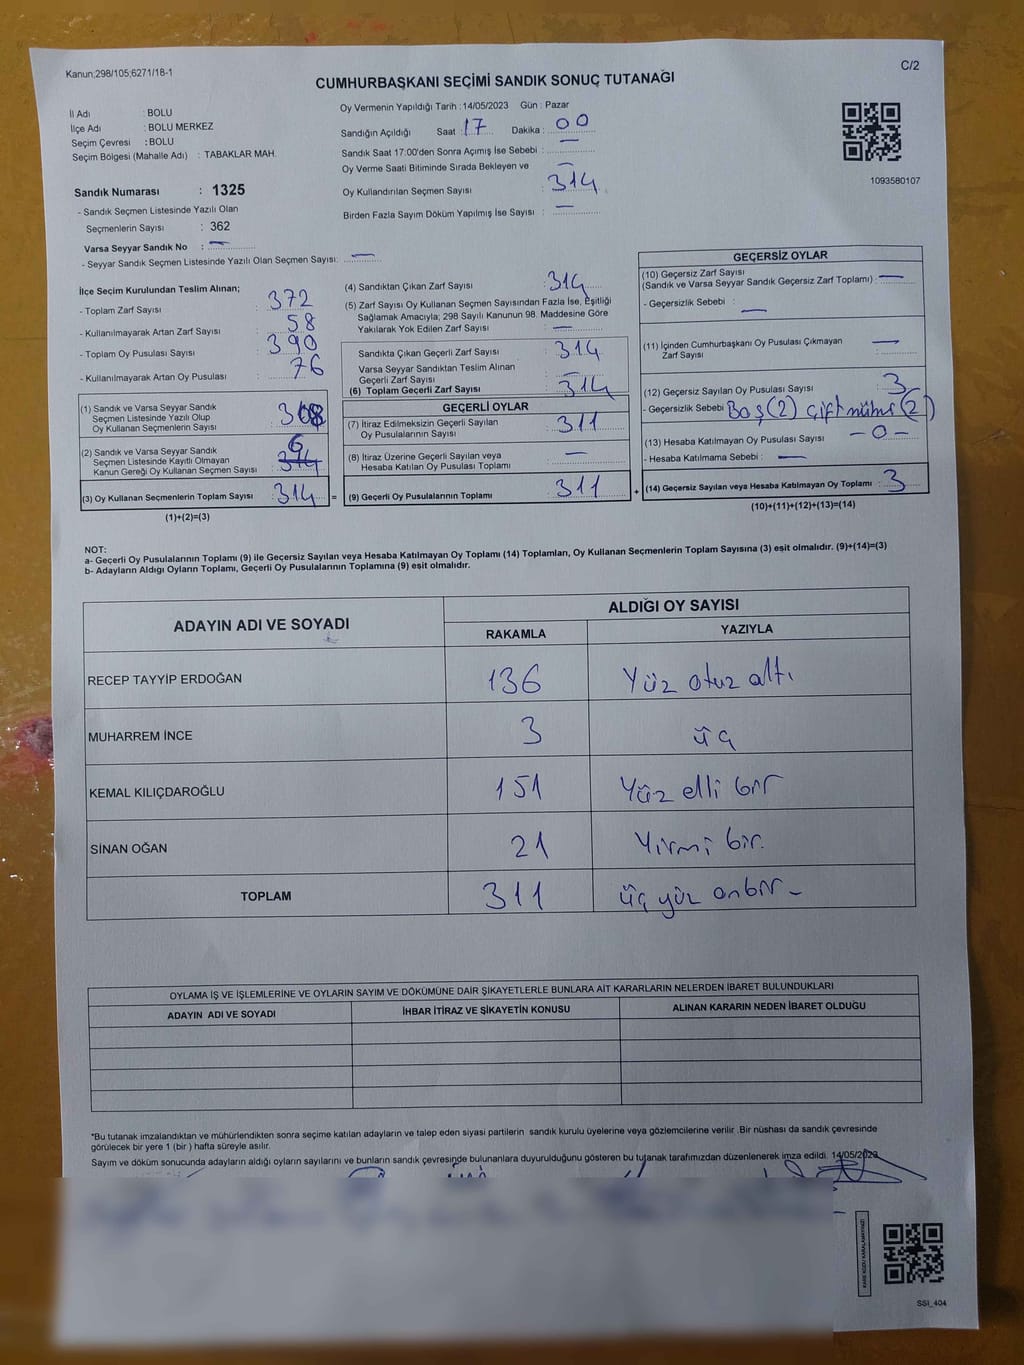 Kanun;298/105;6271/18-1
C/2
CUMHURBAŞKANI SEÇİMİ SANDIK SONUÇ TUTANAĞI
İl Adı : BOLU
İlçe Adı : BOLU MERKEZ
Seçim Çevresi : BOLU
Seçim Bölgesi (Mahalle Adı) : TABAKLAR MAH.
Sandık Numarası : 1325
- Sandık Seçmen Listesinde Yazılı Olan
Seçmenlerin Sayısı : 362
Varsa Seyyar Sandık No : —
- Seyyar Sandık Seçmen Listesinde Yazılı Olan Seçmen Sayısı: —
Oy Vermenin Yapıldığı Tarih :14/05/2023 Gün : Pazar
Sandığın Açıldığı Saat : 17 Dakika : 00
Sandık Saat 17:00'den Sonra Açımış İse Sebebi : —
Oy Verme Saati Bitiminde Sırada Bekleyen ve : —
Oy Kullandırılan Seçmen Sayısı : 314
Birden Fazla Sayım Döküm Yapılmış İse Sayısı : —
1093580107
İlçe Seçim Kurulundan Teslim Alınan;
- Toplam Zarf Sayısı : 372
- Kullanılmayarak Artan Zarf Sayısı : 58
- Toplam Oy Pusulası Sayısı : 390
- Kullanılmayarak Artan Oy Pusulası : 76
(1) Sandık ve Varsa Seyyar Sandık
Seçmen Listesinde Yazılı Olup
Oy Kullanan Seçmenlerin Sayısı : 308
(2) Sandık ve Varsa Seyyar Sandık
Seçmen Listesinde Kayıtlı Olmayan
Kanun Gereği Oy Kullanan Seçmen Sayısı : 314 6
(3) Oy Kullanan Seçmenlerin Toplam Sayısı : 314 =
(1)+(2)=(3)
(4) Sandıktan Çıkan Zarf Sayısı : 314
(5) Zarf Sayısı Oy Kullanan Seçmen Sayısından Fazla İse, Eşitliği
Sağlamak Amacıyla; 298 Sayılı Kanunun 98. Maddesine Göre
Yakılarak Yok Edilen Zarf Sayısı : —
Sandıkta Çıkan Geçerli Zarf Sayısı : 314
Varsa Seyyar Sandıktan Teslim Alınan
Geçerli Zarf Sayısı : —
(6) Toplam Geçerli Zarf Sayısı : 314
GEÇERLİ OYLAR
(7) İtiraz Edilmeksizin Geçerli Sayılan
Oy Pusulalarının Sayısı : 311
(8) İtiraz Üzerine Geçerli Sayılan veya
Hesaba Katılan Oy Pusulası Toplamı : —
(9) Geçerli Oy Pusulalarının Toplamı : 311 +
GEÇERSİZ OYLAR
(10) Geçersiz Zarf Sayısı
(Sandık ve Varsa Seyyar Sandık Geçersiz Zarf Toplamı) : —
- Geçersizlik Sebebi : —
(11) İçinden Cumhurbaşkanı Oy Pusulası Çıkmayan
Zarf Sayısı : —
(12) Geçersiz Sayılan Oy Pusulası Sayısı : 3
- Geçersizlik Sebebi : Boş(2) Çift mühür (2)
(13) Hesaba Katılmayan Oy Pusulası Sayısı : -0-
- Hesaba Katılmama Sebebi : —
(14) Geçersiz Sayılan veya Hesaba Katılmayan Oy Toplamı : 3
(10)+(11)+(12)+(13)=(14)
NOT:
a- Geçerli Oy Pusulalarının Toplamı (9) ile Geçersiz Sayılan veya Hesaba Katılmayan Oy Toplamı (14) Toplamları, Oy Kullanan Seçmenlerin Toplam Sayısına (3) eşit olmalıdır. (9)+(14)=(3)
b- Adayların Aldığı Oyların Toplamı, Geçerli Oy Pusulalarının Toplamına (9) eşit olmalıdır.
ADAYIN ADI VE SOYADI ALDIĞI OY SAYISI
RAKAMLA YAZIYLA
RECEP TAYYİP ERDOĞAN 136 Yüz otuz altı
MUHARREM İNCE 3 üç
KEMAL KILIÇDAROĞLU 151 Yüz elli bir
SİNAN OĞAN 21 Yirmi bir.
TOPLAM 311 üç yüz onbir -
OYLAMA İŞ VE İŞLEMLERİNE VE OYLARIN SAYIM VE DÖKÜMÜNE DAİR ŞİKAYETLERLE BUNLARA AİT KARARLARIN NELERDEN İBARET BULUNDUKLARI
ADAYIN ADI VE SOYADI İHBAR İTİRAZ VE ŞİKAYETİN KONUSU ALINAN KARARIN NEDEN İBARET OLDUĞU
*Bu tutanak imzalandıktan ve mühürlendikten sonra seçime katılan adayların ve talep eden siyasi partilerin sandık kurulu üyelerine veya gözlemcilerine verilir .Bir nüshası da sandık çevresinde
görülecek bir yere 1 (bir ) hafta süreyle asılır.
Sayım ve döküm sonucunda adayların aldığı oyların sayılarını ve bunların sandık çevresinde bulunanlara duyurulduğunu gösteren bu tutanak tarafımızdan düzenlenerek imza edildi. 14/05/2023
KARE KODU KARALAMAYINIZ!
SSİ_404